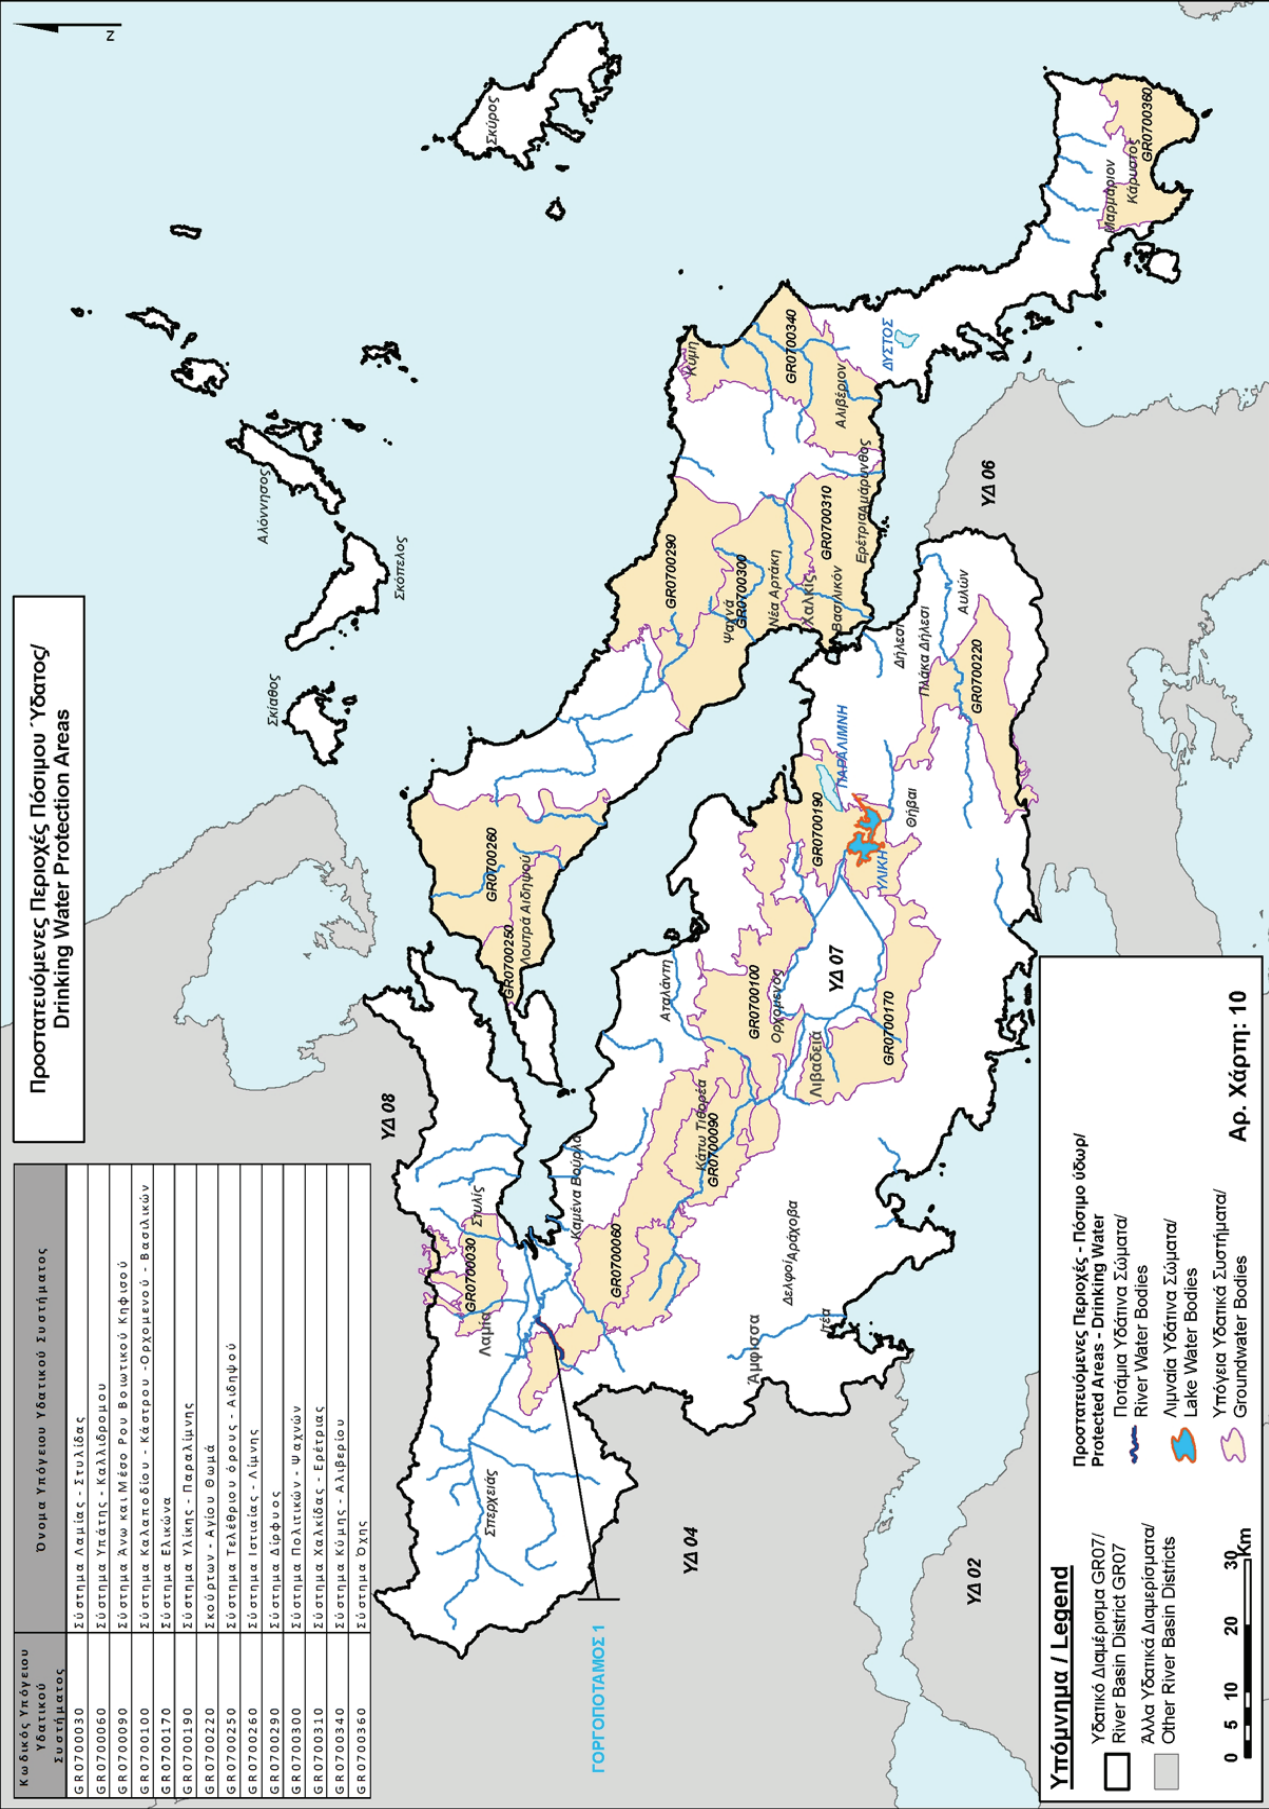 Προστατευόμενες Περιοχές Πόσιμου Ύδατος/
Drinking Water Protection Areas
Κωδικός Υπόγειου Υδατικού Συστήματος
Όνομα Υπόγειου Υδατικού Συστήματος
GR0700030 Σύστημα Λαμίας - Στυλίδας
GR0700060 Σύστημα Υπάτης - Καλλιδρομου
GR0700090 Σύστημα Άνω και Μέσο Ρου Βοιωτικού Κηφισού
GR0700100 Σύστημα Καλαποδίου - Κάστρου -Ορχομενού - Βασιλικών
GR0700170 Σύστημα Ελικώνα
GR0700190 Σύστημα Υλίκης - Παραλίμνης
GR0700220 Σκούρτων - Αγίου Θωμά
GR0700250 Σύστημα Τελέθριου όρους - Αιδηψού
GR0700260 Σύστημα Ιστιαίας - Λίμνης
GR0700290 Σύστημα Δίρφυος
GR0700300 Σύστημα Πολιτικών - Ψαχνών
GR0700310 Σύστημα Χαλκίδας - Ερέτριας
GR0700340 Σύστημα Κύμης - Αλιβερίου
GR0700360 Σύστημα Όχης
N
Σκύρος
Αλόννησος
Σκόπελος
Σκίαθος
ΥΔ 08
GR0700260
Λουτρά Αιδηψού
GR0700250
GR0700290
Ψαχνά
GR0700300
Νέα Αρτάκη
Χαλκίς
Βασιλικόν
GR0700310
Ερέτρια
Αμάρυνθος
Κύμη
GR0700340
Αλιβέριον
ΔΥΣΤΟΣ
Μαρμάριον
Κάρυστος
GR0700360
Στυλίς
GR0700030
Λαμία
Σπερχειάς
Καμένα Βούρλα
GR0700060
Κάτω Τιθορέα
GR0700090
Αταλάντη
GR0700100
Ορχομενός
ΥΔ 07
Λιβαδειά
GR0700170
GR0700190
ΠΑΡΑΛΙΜΝΗ
ΥΛΙΚΗ
Θήβαι
Δήλεσι
Πλάκα Δήλεσι
Αυλών
GR0700220
ΥΔ 06
Δελφοί
Αράχοβα
Άμφισσα
Ιτέα
ΥΔ 04
ΥΔ 02
ΓΟΡΓΟΠΟΤΑΜΟΣ 1
Υπόμνημα / Legend
Υδατικό Διαμέρισμα GR07/
River Basin District GR07
Άλλα Υδατικά Διαμερίσματα/
Other River Basin Districts
0 5 10 20 30
Km
Προστατευόμενες Περιοχές - Πόσιμο ύδωρ/
Protected Areas - Drinking Water
Ποτάμια Υδάτινα Σώματα/
River Water Bodies
Λιμναία Υδάτινα Σώματα/
Lake Water Bodies
Υπόγεια Υδατικά Συστήματα/
Groundwater Bodies
Αρ. Χάρτη: 10